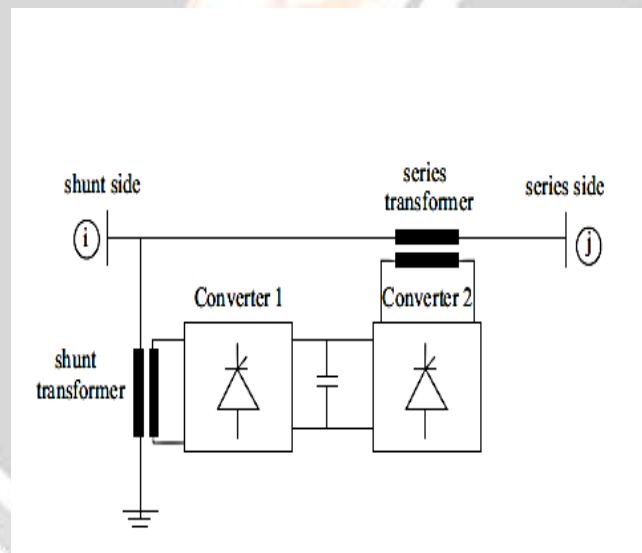 series
transformer
shunt side
series side
i
j
Converter 1
Converter 2
shunt
transformer